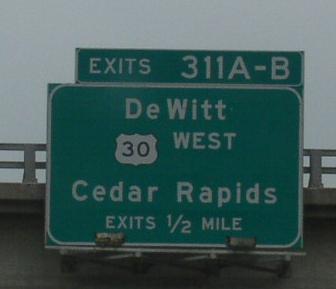 EXITS 311A-B
DeWitt
30 WEST
Cedar Rapids
EXITS 1/2 MILE